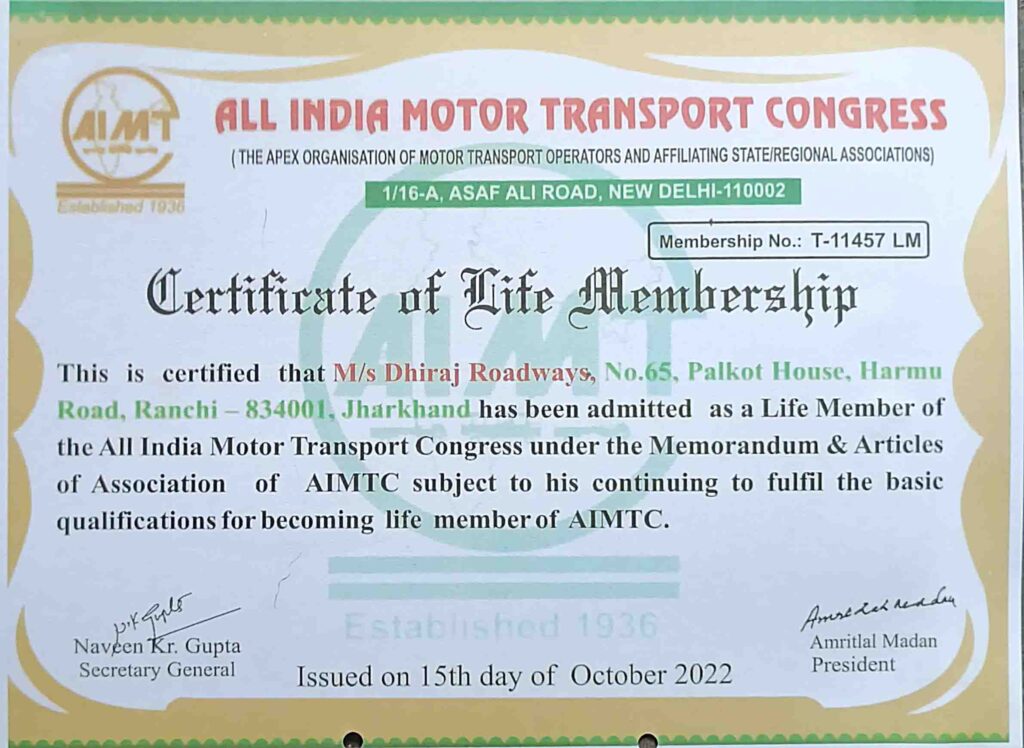 AIMT
Established 1936
ALL INDIA MOTOR TRANSPORT CONGRESS
( THE APEX ORGANISATION OF MOTOR TRANSPORT OPERATORS AND AFFILIATING STATE/REGIONAL ASSOCIATIONS)
1/16-A, ASAF ALI ROAD, NEW DELHI-110002
Membership No.: T-11457 LM
Certificate of Life Membership
AIMT
This is certified that M/s Dhiraj Roadways, No.65, Palkot House, Harmu
Road, Ranchi – 834001, Jharkhand has been admitted as a Life Member of
the All India Motor Transport Congress under the Memorandum & Articles
of Association of AIMTC subject to his continuing to fulfil the basic
qualifications for becoming life member of AIMTC.
Established 1936
Naveen Kr. Gupta
Secretary General
Issued on 15th day of October 2022
Amritlal Madan
President